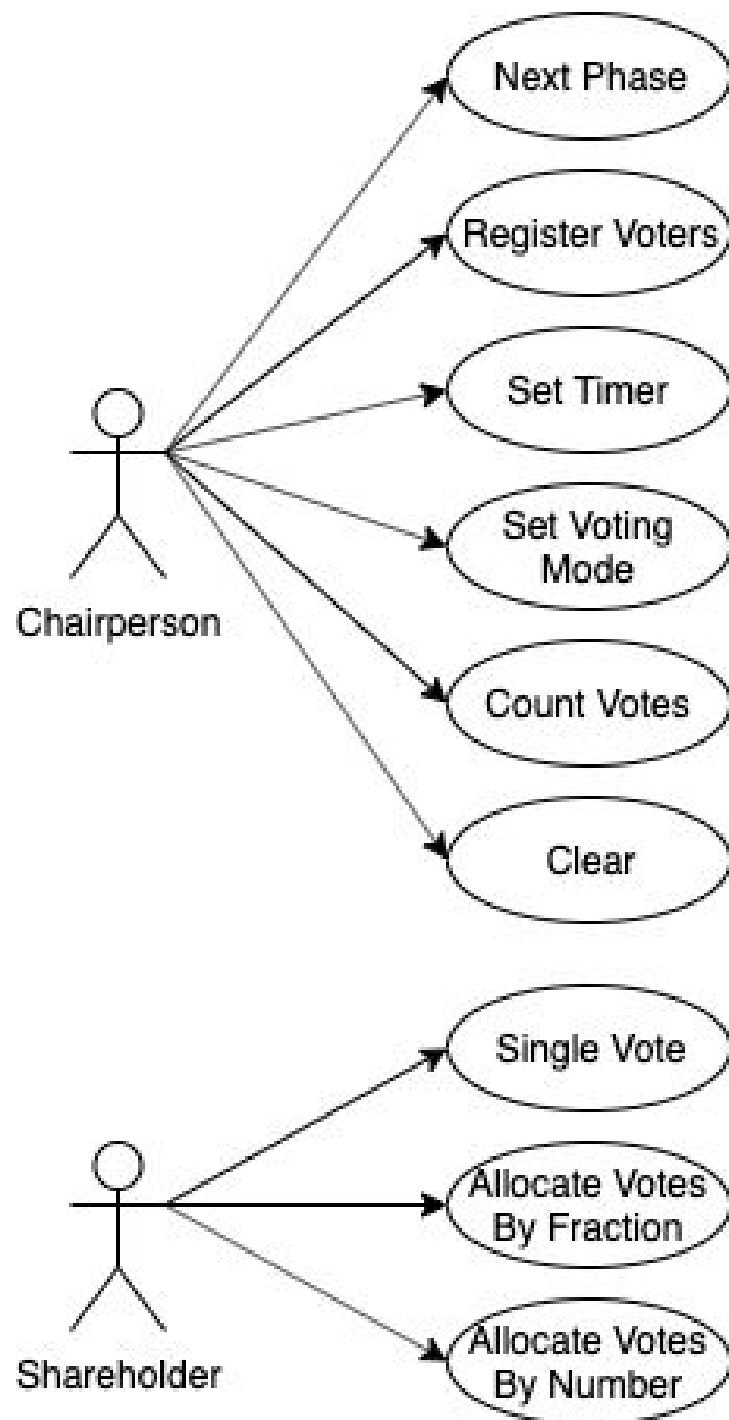 Next Phase
Register Voters
Set Timer
Set Voting
Mode
Chairperson
Count Votes
Clear
Single Vote
Allocate Votes
By Fraction
Allocate Votes
By Number
Shareholder